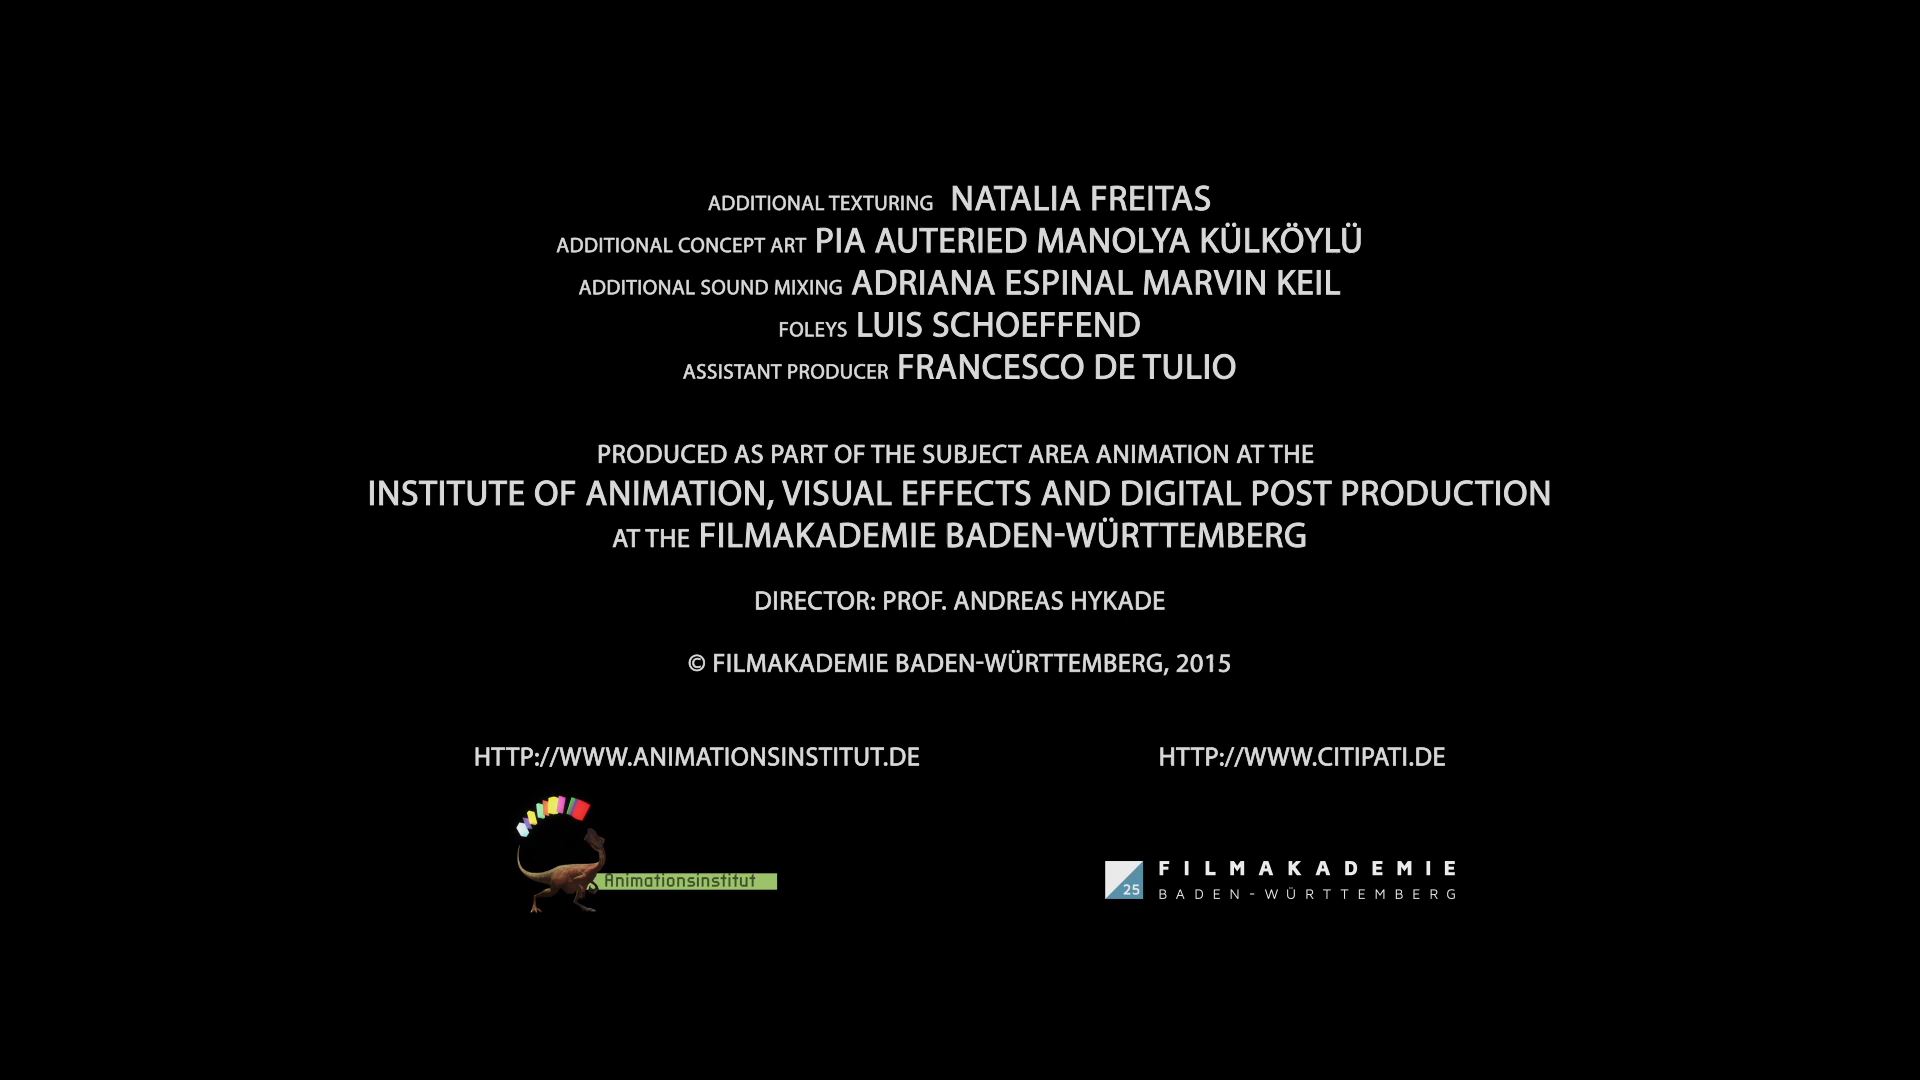 ADDITIONAL TEXTURING NATALIA FREITAS
ADDITIONAL CONCEPT ART PIA AUTERIED MANOLYA KÜLKÖYLÜ
ADDITIONAL SOUND MIXING ADRIANA ESPINAL MARVIN KEIL
FOLEYS LUIS SCHOEFFEND
ASSISTANT PRODUCER FRANCESCO DE TULIO
PRODUCED AS PART OF THE SUBJECT AREA ANIMATION AT THE
INSTITUTE OF ANIMATION, VISUAL EFFECTS AND DIGITAL POST PRODUCTION
AT THE FILMAKADEMIE BADEN-WÜRTTEMBERG
DIRECTOR: PROF. ANDREAS HYKADE
© FILMAKADEMIE BADEN-WÜRTTEMBERG, 2015
HTTP://WWW.ANIMATIONSINSTITUT.DE
HTTP://WWW.CITIPATI.DE
Animationsinstitut
25
FILMAKADEMIE
BADEN-WÜRTTEMBERG